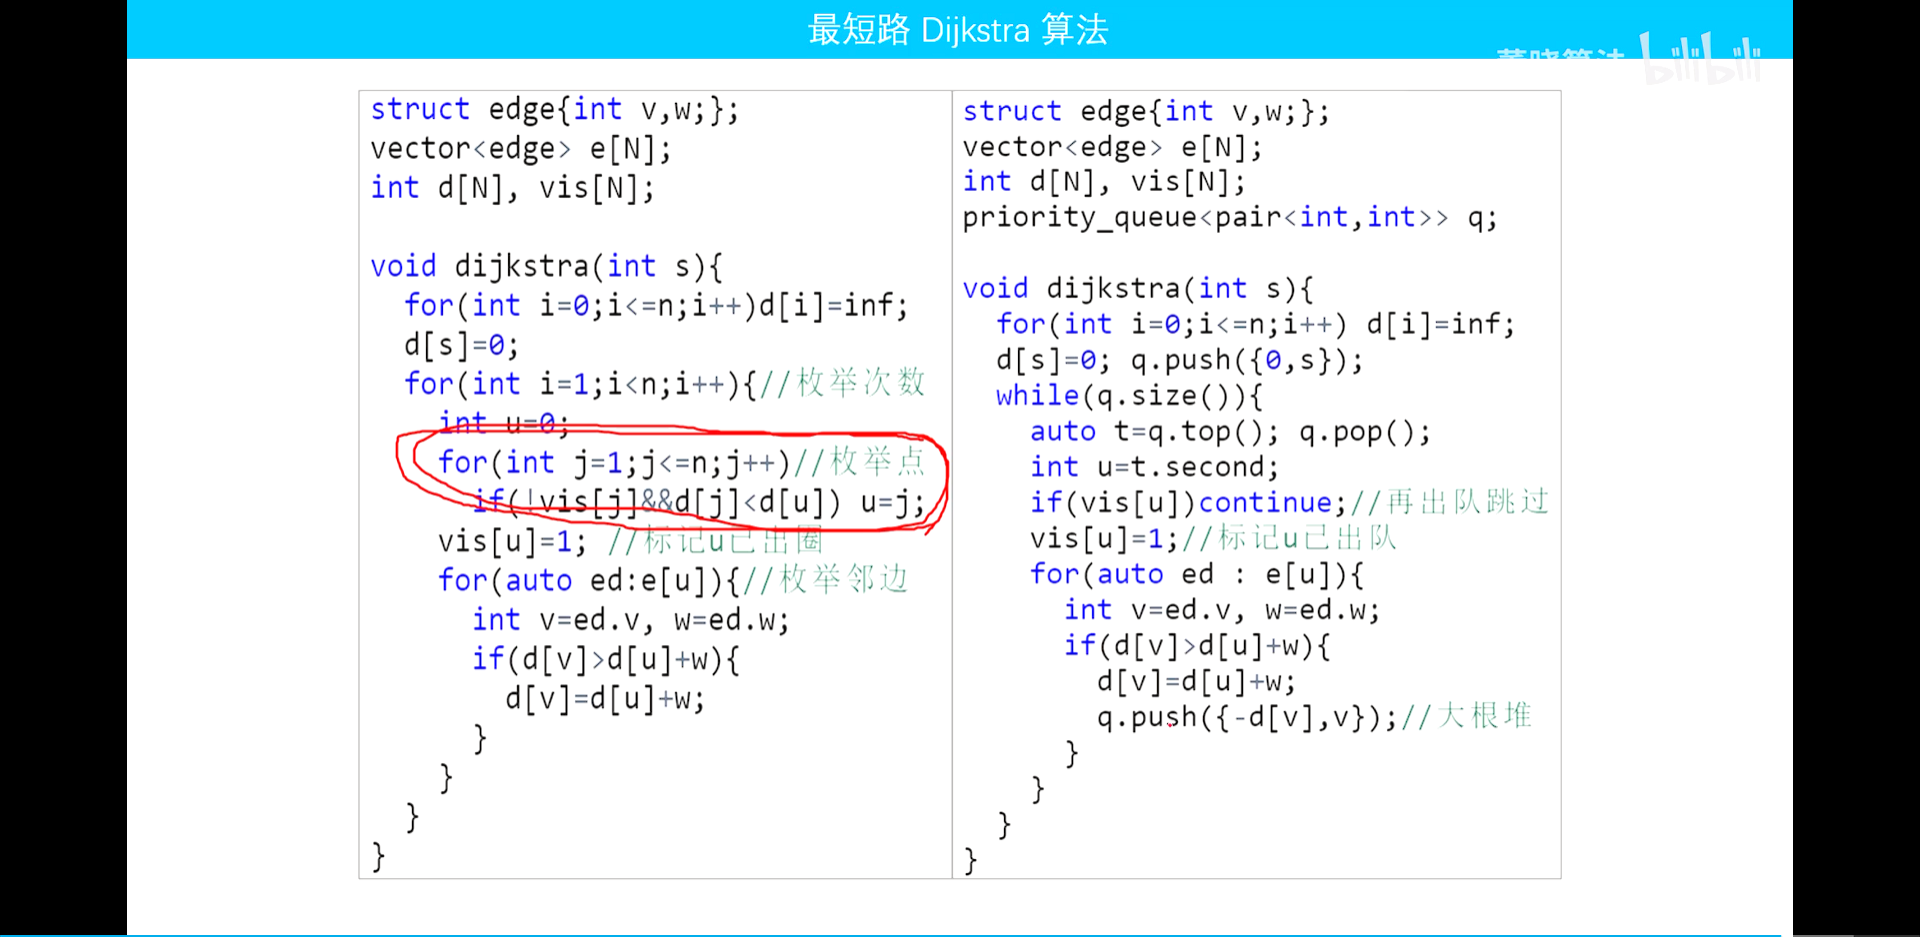 最短路 Dijkstra 算法
bilibili
struct edge{int v,w;};
vector<edge> e[N];
int d[N], vis[N];
void dijkstra(int s){
for(int i=0;i<=n;i++)d[i]=inf;
d[s]=0;
for(int i=1;i<n;i++){//枚举次数
int u=0;
for(int j=1;j<=n;j++)//枚举点
if(!vis[j]&&d[j]<d[u]) u=j;
vis[u]=1; //标记u已出圈
for(auto ed:e[u]){//枚举邻边
int v=ed.v, w=ed.w;
if(d[v]>d[u]+w){
d[v]=d[u]+w;
}
}
}
}
struct edge{int v,w;};
vector<edge> e[N];
int d[N], vis[N];
priority_queue<pair<int,int>> q;
void dijkstra(int s){
for(int i=0;i<=n;i++) d[i]=inf;
d[s]=0; q.push({0,s});
while(q.size()){
auto t=q.top(); q.pop();
int u=t.second;
if(vis[u])continue;//再出队跳过
vis[u]=1;//标记u已出队
for(auto ed : e[u]){
int v=ed.v, w=ed.w;
if(d[v]>d[u]+w){
d[v]=d[u]+w;
q.push({-d[v],v});//大根堆
}
}
}
}